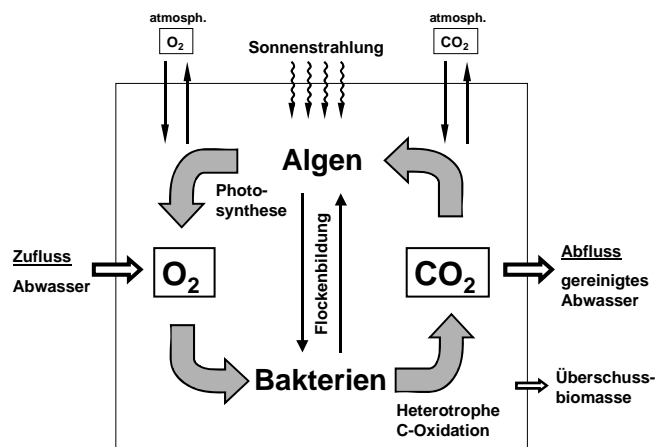 atmosph.
O₂
Sonnenstrahlung
atmosph.
CO₂
Algen
Photo-
synthese
Zufluss
Abwasser
O₂
Flockenbildung
CO₂
Abfluss
gereinigtes
Abwasser
Bakterien
Heterotrophe
C-Oxidation
Überschuss-
biomasse